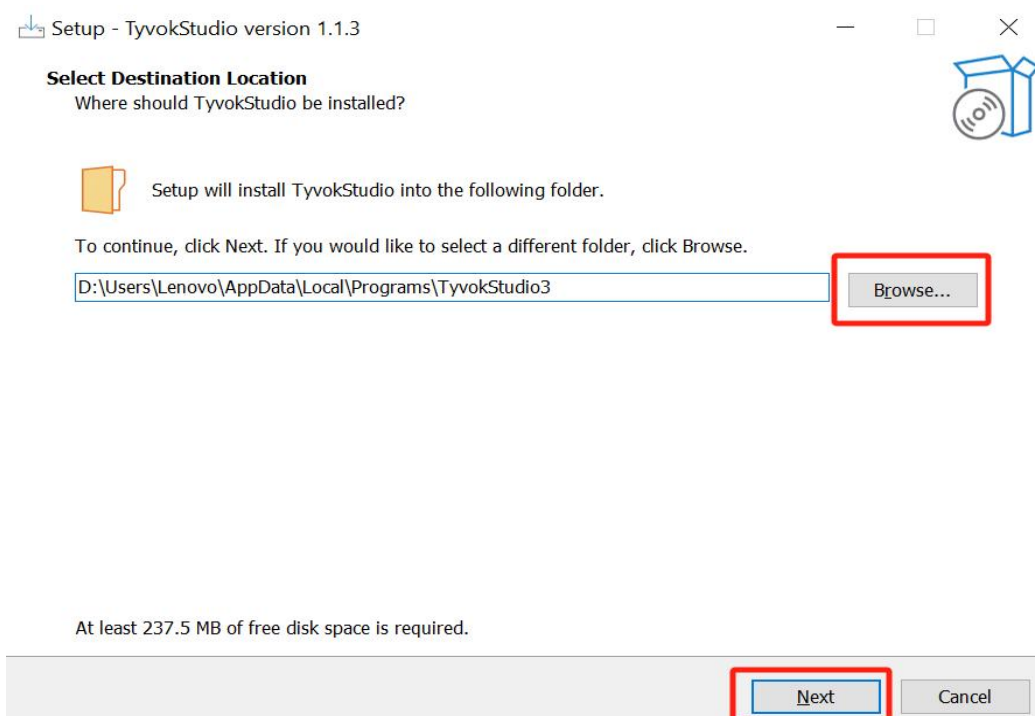 Setup - TyvokStudio version 1.1.3
Select Destination Location
Where should TyvokStudio be installed?
Setup will install TyvokStudio into the following folder.
To continue, click Next. If you would like to select a different folder, click Browse.
D:\Users\Lenovo\AppData\Local\Programs\TyvokStudio3
Browse...
At least 237.5 MB of free disk space is required.
Next
Cancel